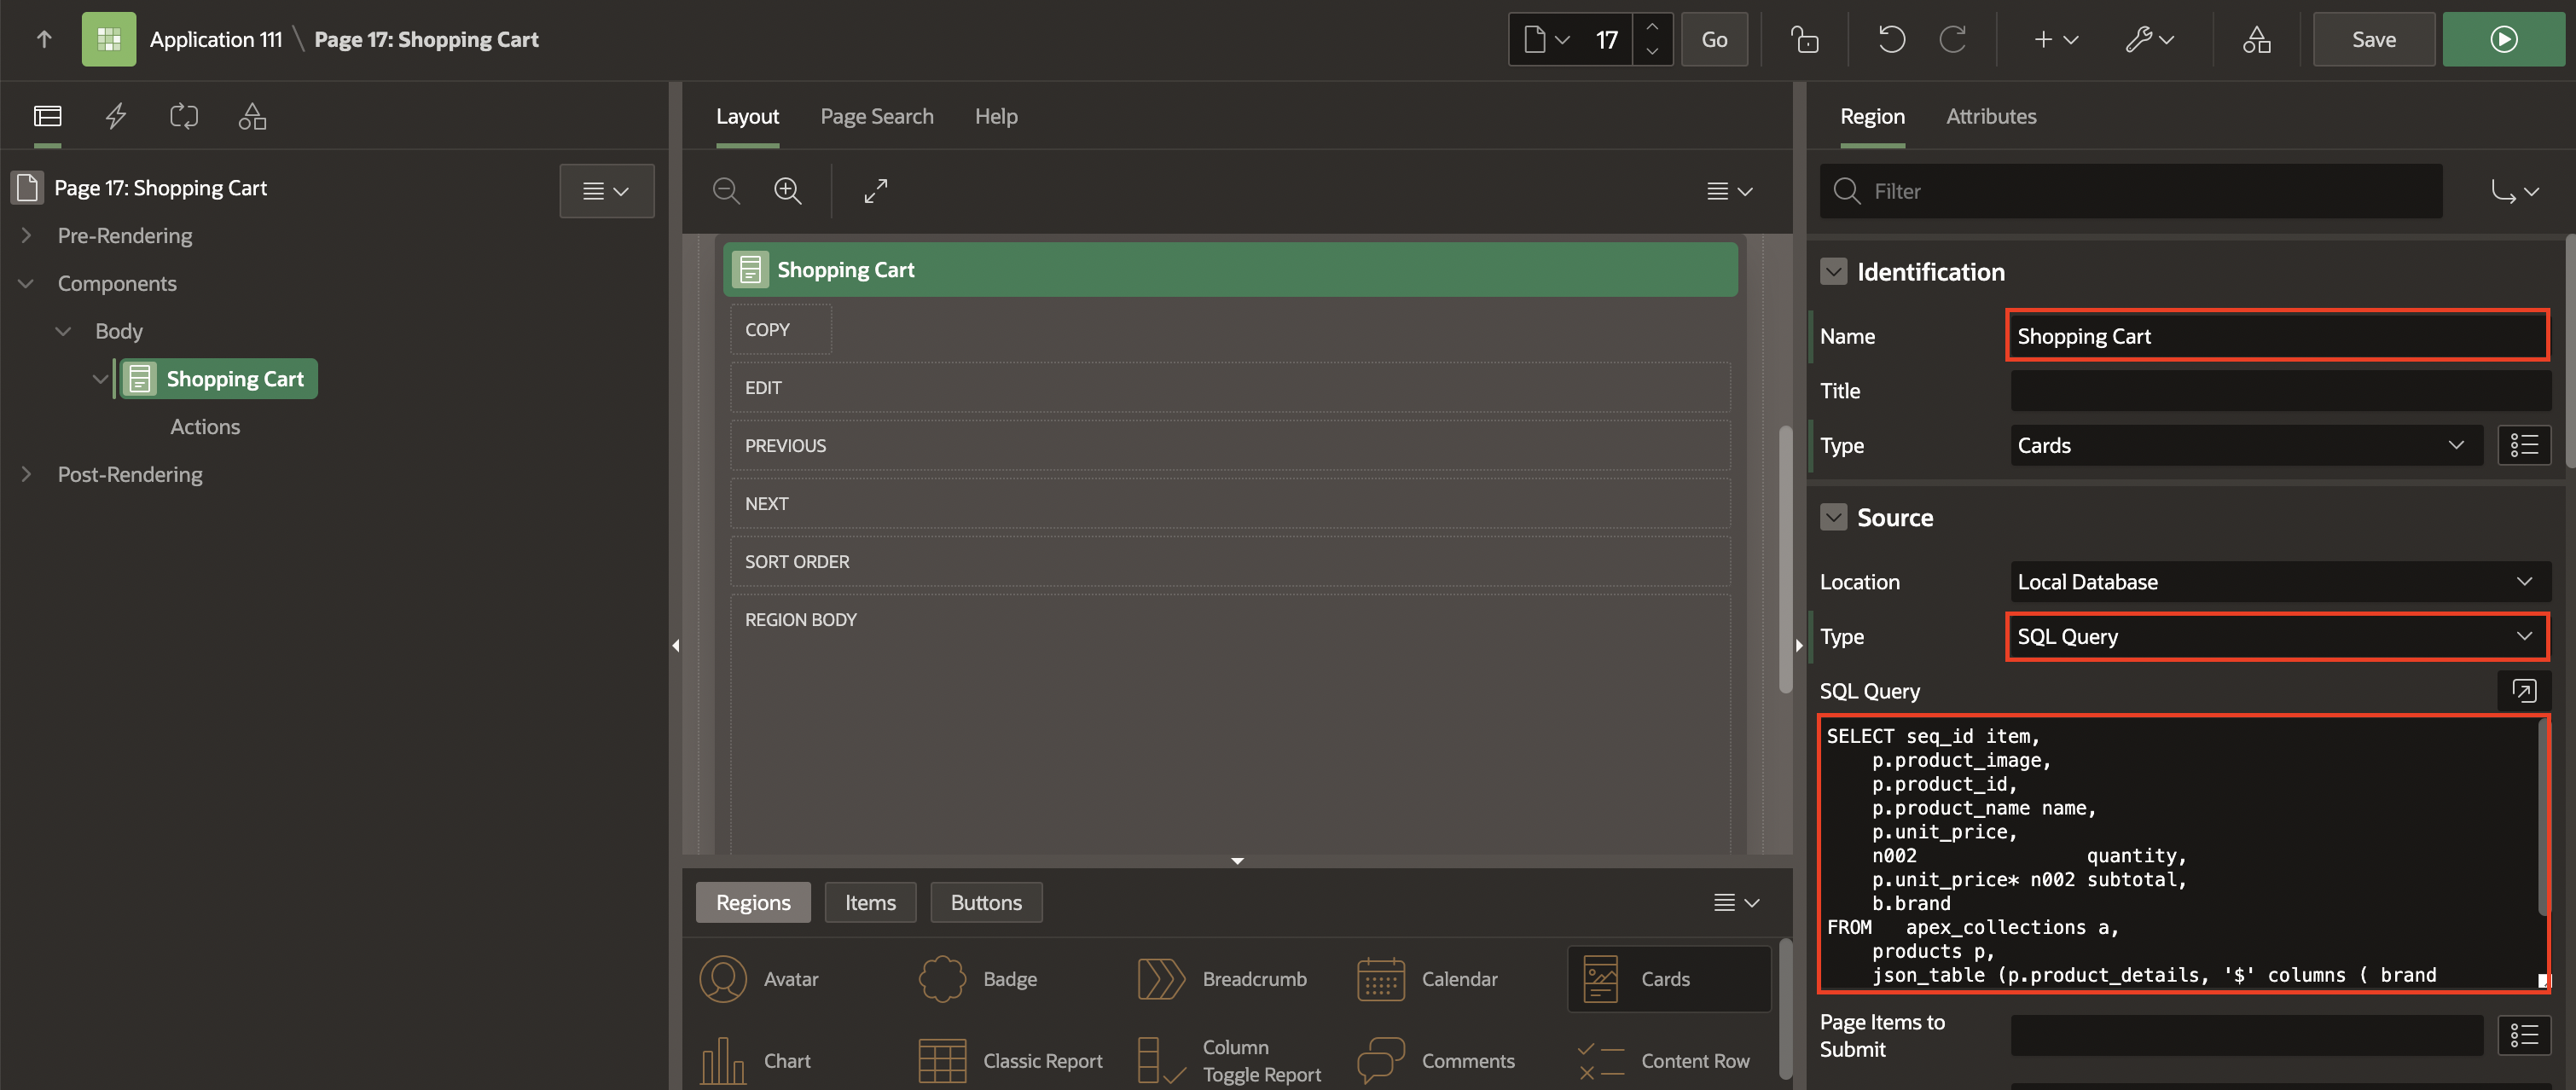 Application 111 \ Page 17: Shopping Cart
17
Go
Save
Page 17: Shopping Cart
Pre-Rendering
Components
Body
Shopping Cart
Actions
Post-Rendering
Layout
Page Search
Help
Shopping Cart
COPY
EDIT
PREVIOUS
NEXT
SORT ORDER
REGION BODY
Regions
Items
Buttons
Avatar
Badge
Breadcrumb
Calendar
Cards
Chart
Classic Report
Column
Toggle Report
Comments
Content Row
Region
Attributes
Filter
Identification
Name
Shopping Cart
Title
Type
Cards
Source
Location
Local Database
Type
SQL Query
SQL Query
SELECT seq_id item,
p.product_image,
p.product_id,
p.product_name name,
p.unit_price,
n002 quantity,
p.unit_price* n002 subtotal,
b.brand
FROM apex_collections a,
products p,
json_table (p.product_details, '$' columns ( brand
Page Items to
Submit